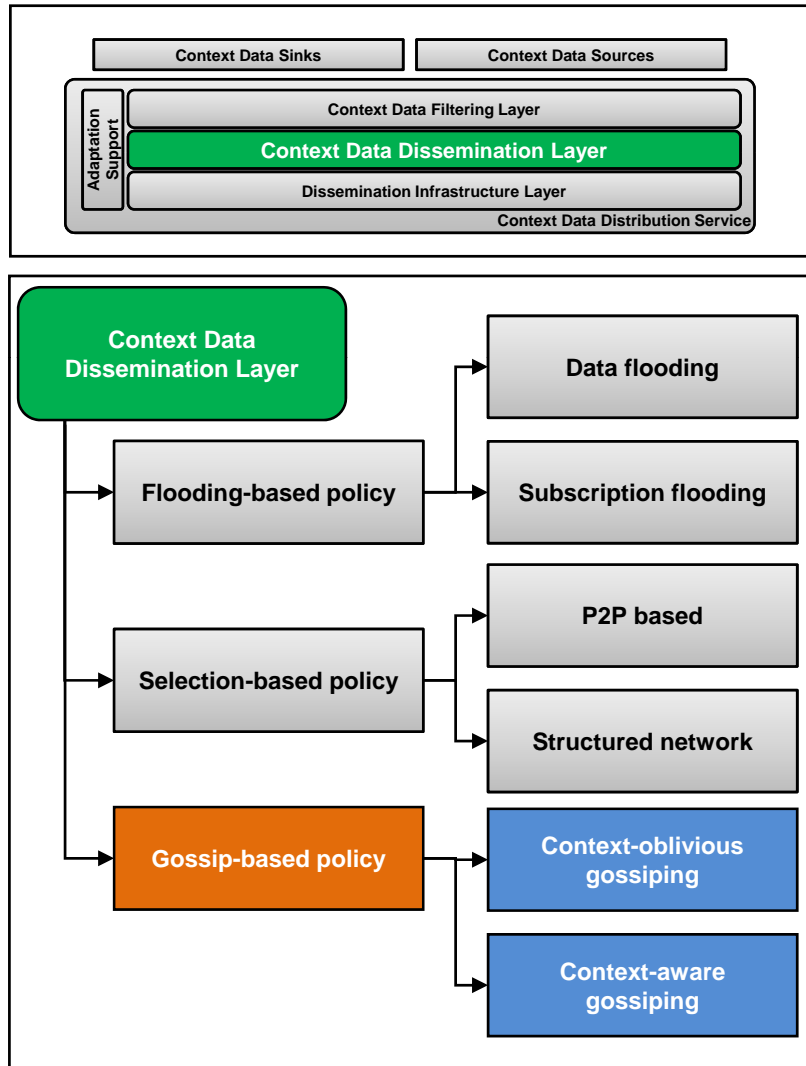 Context Data Sinks
Context Data Sources
Adaptation
Support
Context Data Filtering Layer
Context Data Dissemination Layer
Dissemination Infrastructure Layer
Context Data Distribution Service
Context Data
Dissemination Layer
Data flooding
Flooding-based policy
Subscription flooding
P2P based
Selection-based policy
Structured network
Gossip-based policy
Context-oblivious
gossiping
Context-aware
gossiping